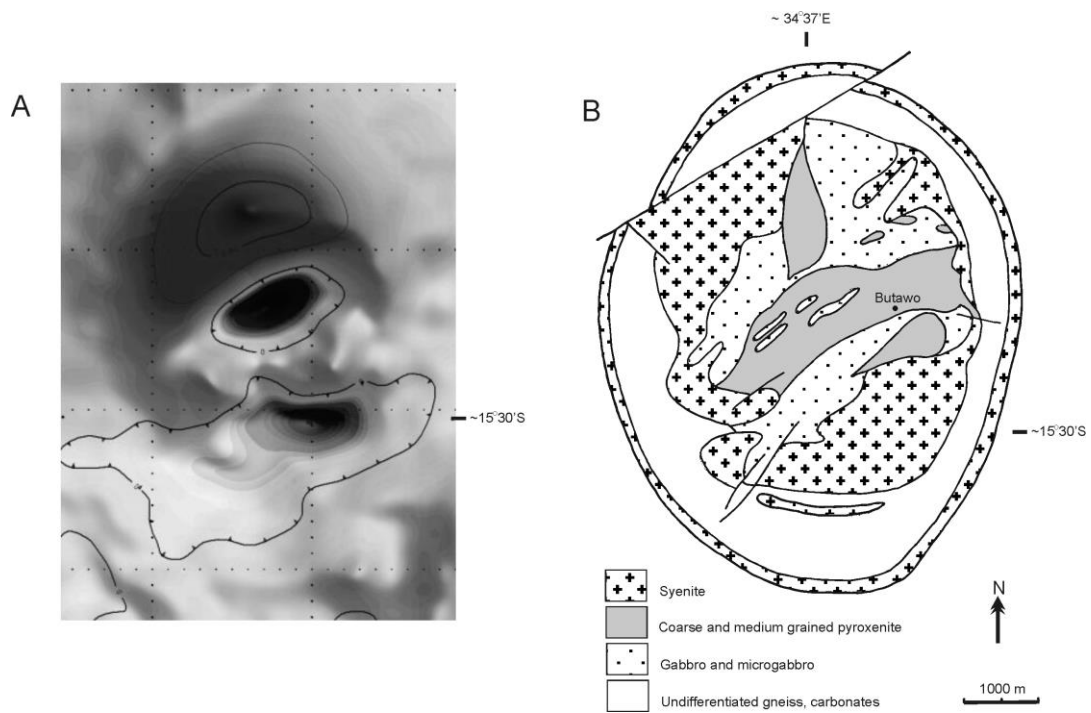 A
~15°30'S
B
~ 34°37'E
Butawo
~15°30'S
Syenite
Coarse and medium grained pyroxenite
Gabbro and microgabbro
Undifferentiated gneiss, carbonates
N
1000 m